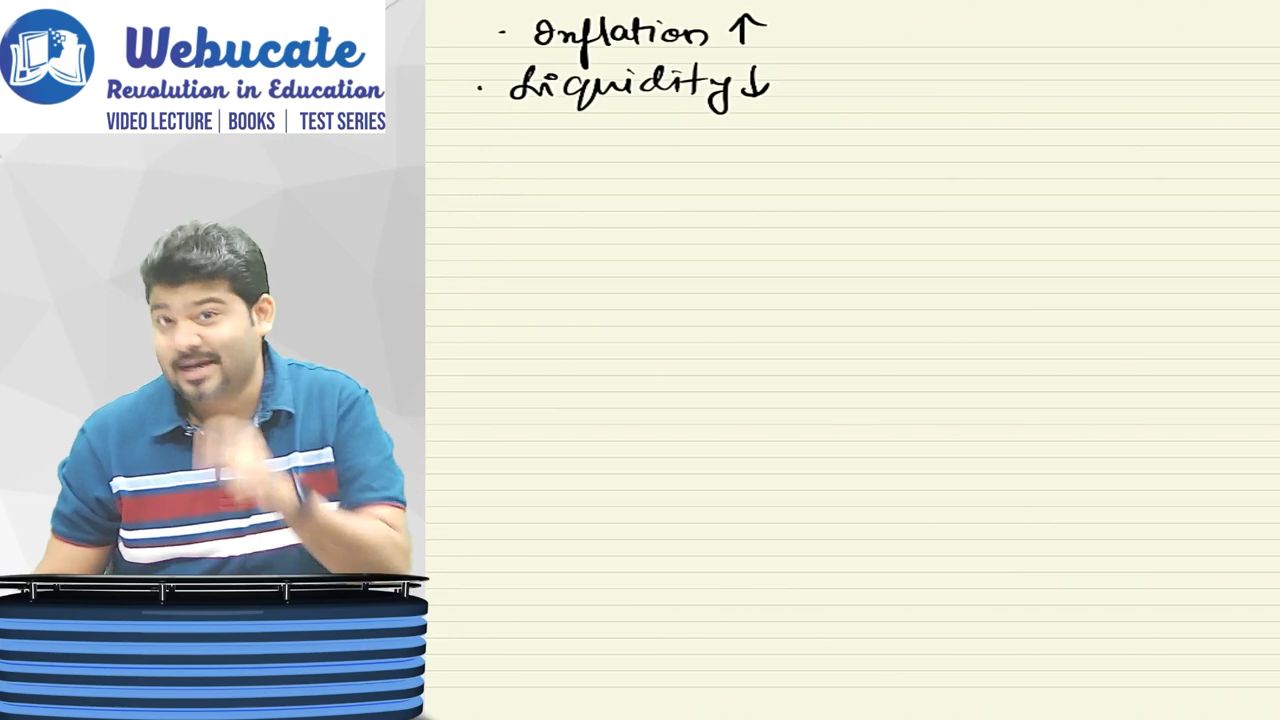 Webucate
Revolution in Education
VIDEO LECTURE | BOOKS | TEST SERIES
· Inflation ↑
· Liquidity ↓